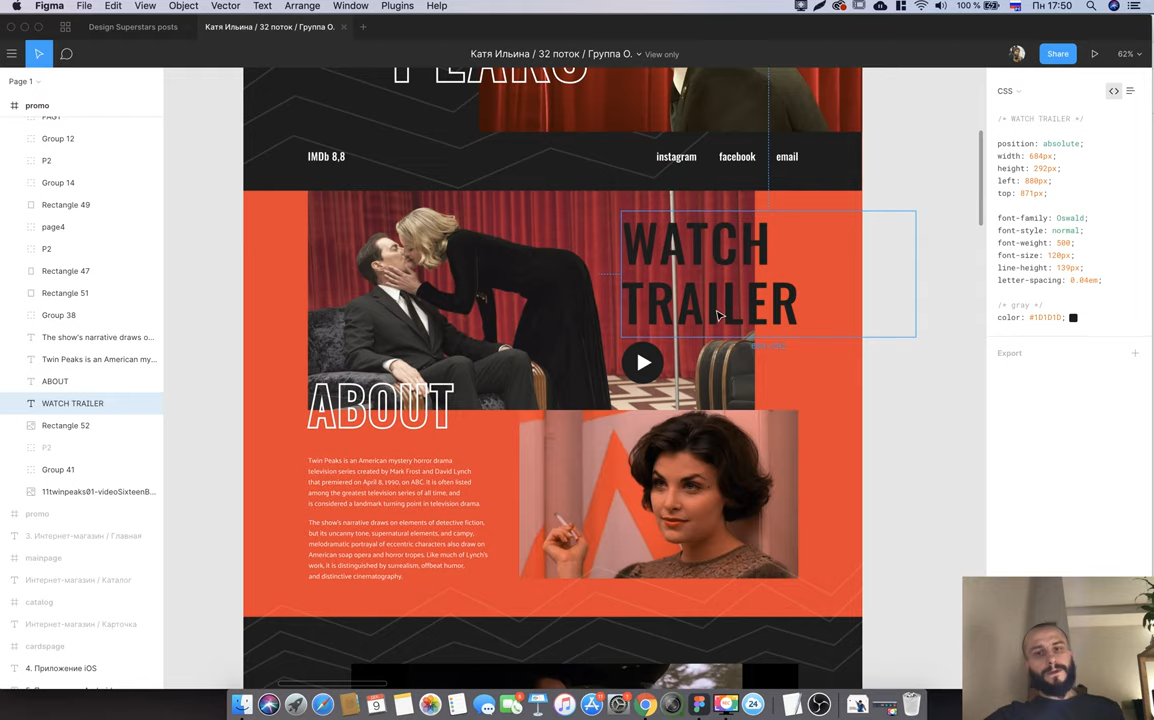 Figma File Edit View Object Vector Text Arrange Window Plugins Help
100 % Пн 17:50
Design Superstars posts
Катя Ильина / 32 поток / Группа О.
Катя Ильина / 32 поток / Группа О. View only
Share
62%
Page 1
promo
Group 12
P2
Group 14
Rectangle 49
page4
P2
Rectangle 47
Rectangle 51
Group 38
The show's narrative draws o...
Twin Peaks is an American my...
ABOUT
WATCH TRAILER
Rectangle 52
P2
Group 41
11twinpeaks01-videoSixteenB...
promo
3. Интернет-магазин / Главная
mainpage
Интернет-магазин / Каталог
catalog
Интернет-магазин / Карточка
cardspage
4. Приложение iOS
PEAKS
IMDb 8,8
instagram facebook email
WATCH
TRAILER
ABOUT
Twin Peaks is an American mystery horror drama
television series created by Mark Frost and David Lynch
that premiered on April 8, 1990, on ABC. It is often listed
among the greatest television series of all time, and
is considered a landmark turning point in television drama.
The show's narrative draws on elements of detective fiction,
but its uncanny tone, supernatural elements, and campy,
melodramatic portrayal of eccentric characters also draw on
American soap opera and horror tropes. Like much of Lynch's
work, it is distinguished by surrealism, offbeat humor,
and distinctive cinematography.
CSS
/* WATCH TRAILER */
position: absolute;
width: 684px;
height: 292px;
left: 880px;
top: 871px;
font-family: Oswald;
font-style: normal;
font-weight: 500;
font-size: 120px;
line-height: 139px;
letter-spacing: 0.04em;
/* gray */
color: #1D1D1D;
Export